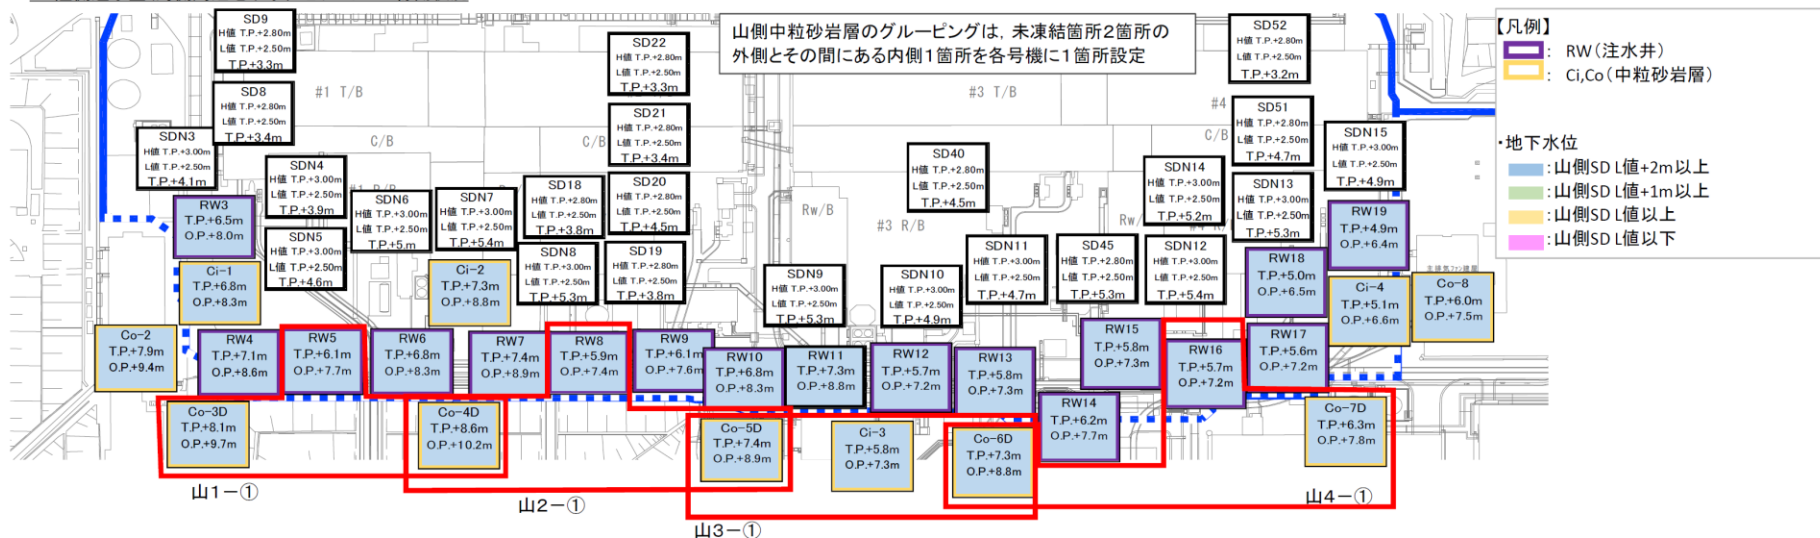 山側中粒砂岩層のグルーピングは，未凍結箇所2箇所の
外側とその間にある内側1箇所を各号機に1箇所設定
【凡例】
： RW(注水井)
： Ci,Co(中粒砂岩層)
・地下水位
：山側SD L値+2m以上
：山側SD L値+1m以上
：山側SD L値以上
：山側SD L値以下
SD9
H値 T.P.+2.80m
L値 T.P.+2.50m
T.P.+3.3m
SD8
H値 T.P.+2.80m
L値 T.P.+2.50m
T.P.+3.4m
SDN3
H値 T.P.+3.00m
L値 T.P.+2.50m
T.P.+4.1m
SDN4
H値 T.P.+3.00m
L値 T.P.+2.50m
T.P.+3.9m
SDN5
H値 T.P.+3.00m
L値 T.P.+2.50m
T.P.+4.6m
SDN6
H値 T.P.+3.00m
L値 T.P.+2.50m
T.P.+5.m
SDN7
H値 T.P.+3.00m
L値 T.P.+2.50m
T.P.+5.4m
SD18
H値 T.P.+2.80m
L値 T.P.+2.50m
T.P.+3.8m
SDN8
H値 T.P.+3.00m
L値 T.P.+2.50m
T.P.+5.3m
SD22
H値 T.P.+2.80m
L値 T.P.+2.50m
T.P.+3.3m
SD21
H値 T.P.+2.80m
L値 T.P.+2.50m
T.P.+3.4m
SD20
H値 T.P.+2.80m
L値 T.P.+2.50m
T.P.+4.5m
SD19
H値 T.P.+2.80m
L値 T.P.+2.50m
T.P.+3.8m
SDN9
H値 T.P.+3.00m
L値 T.P.+2.50m
T.P.+5.3m
SDN10
H値 T.P.+3.00m
L値 T.P.+2.50m
T.P.+4.9m
SD40
H値 T.P.+2.80m
L値 T.P.+2.50m
T.P.+4.5m
SDN11
H値 T.P.+3.00m
L値 T.P.+2.50m
T.P.+4.7m
SD45
H値 T.P.+2.80m
L値 T.P.+2.50m
T.P.+5.3m
SDN12
H値 T.P.+3.00m
L値 T.P.+2.50m
T.P.+5.4m
SDN14
H値 T.P.+3.00m
L値 T.P.+2.50m
T.P.+5.2m
SD52
H値 T.P.+2.80m
L値 T.P.+2.50m
T.P.+3.2m
SD51
H値 T.P.+2.80m
L値 T.P.+2.50m
T.P.+4.7m
SDN13
H値 T.P.+3.00m
L値 T.P.+2.50m
T.P.+5.3m
SDN15
H値 T.P.+3.00m
L値 T.P.+2.50m
T.P.+4.9m
#1 T/B
C/B
C/B
#3 T/B
Rw/B
#3 R/B
#4
C/B
RW3
T.P.+6.5m
O.P.+8.0m
Ci-1
T.P.+6.8m
O.P.+8.3m
Ci-2
T.P.+7.3m
O.P.+8.8m
Co-2
T.P.+7.9m
O.P.+9.4m
RW4
T.P.+7.1m
O.P.+8.6m
RW5
T.P.+6.1m
O.P.+7.7m
RW6
T.P.+6.8m
O.P.+8.3m
RW7
T.P.+7.4m
O.P.+8.9m
RW8
T.P.+5.9m
O.P.+7.4m
RW9
T.P.+6.1m
O.P.+7.6m
RW10
T.P.+6.8m
O.P.+8.3m
RW11
T.P.+7.3m
O.P.+8.8m
RW12
T.P.+5.7m
O.P.+7.2m
RW13
T.P.+5.8m
O.P.+7.3m
RW14
T.P.+6.2m
O.P.+7.7m
RW15
T.P.+5.8m
O.P.+7.3m
RW16
T.P.+5.7m
O.P.+7.2m
RW17
T.P.+5.6m
O.P.+7.2m
RW18
T.P.+5.0m
O.P.+6.5m
RW19
T.P.+4.9m
O.P.+6.4m
Ci-4
T.P.+5.1m
O.P.+6.6m
Co-8
T.P.+6.0m
O.P.+7.5m
Co-3D
T.P.+8.1m
O.P.+9.7m
Co-4D
T.P.+8.6m
O.P.+10.2m
Co-5D
T.P.+7.4m
O.P.+8.9m
Ci-3
T.P.+5.8m
O.P.+7.3m
Co-6D
T.P.+7.3m
O.P.+8.8m
Co-7D
T.P.+6.3m
O.P.+7.8m
山1-①
山2-①
山3-①
山4-①